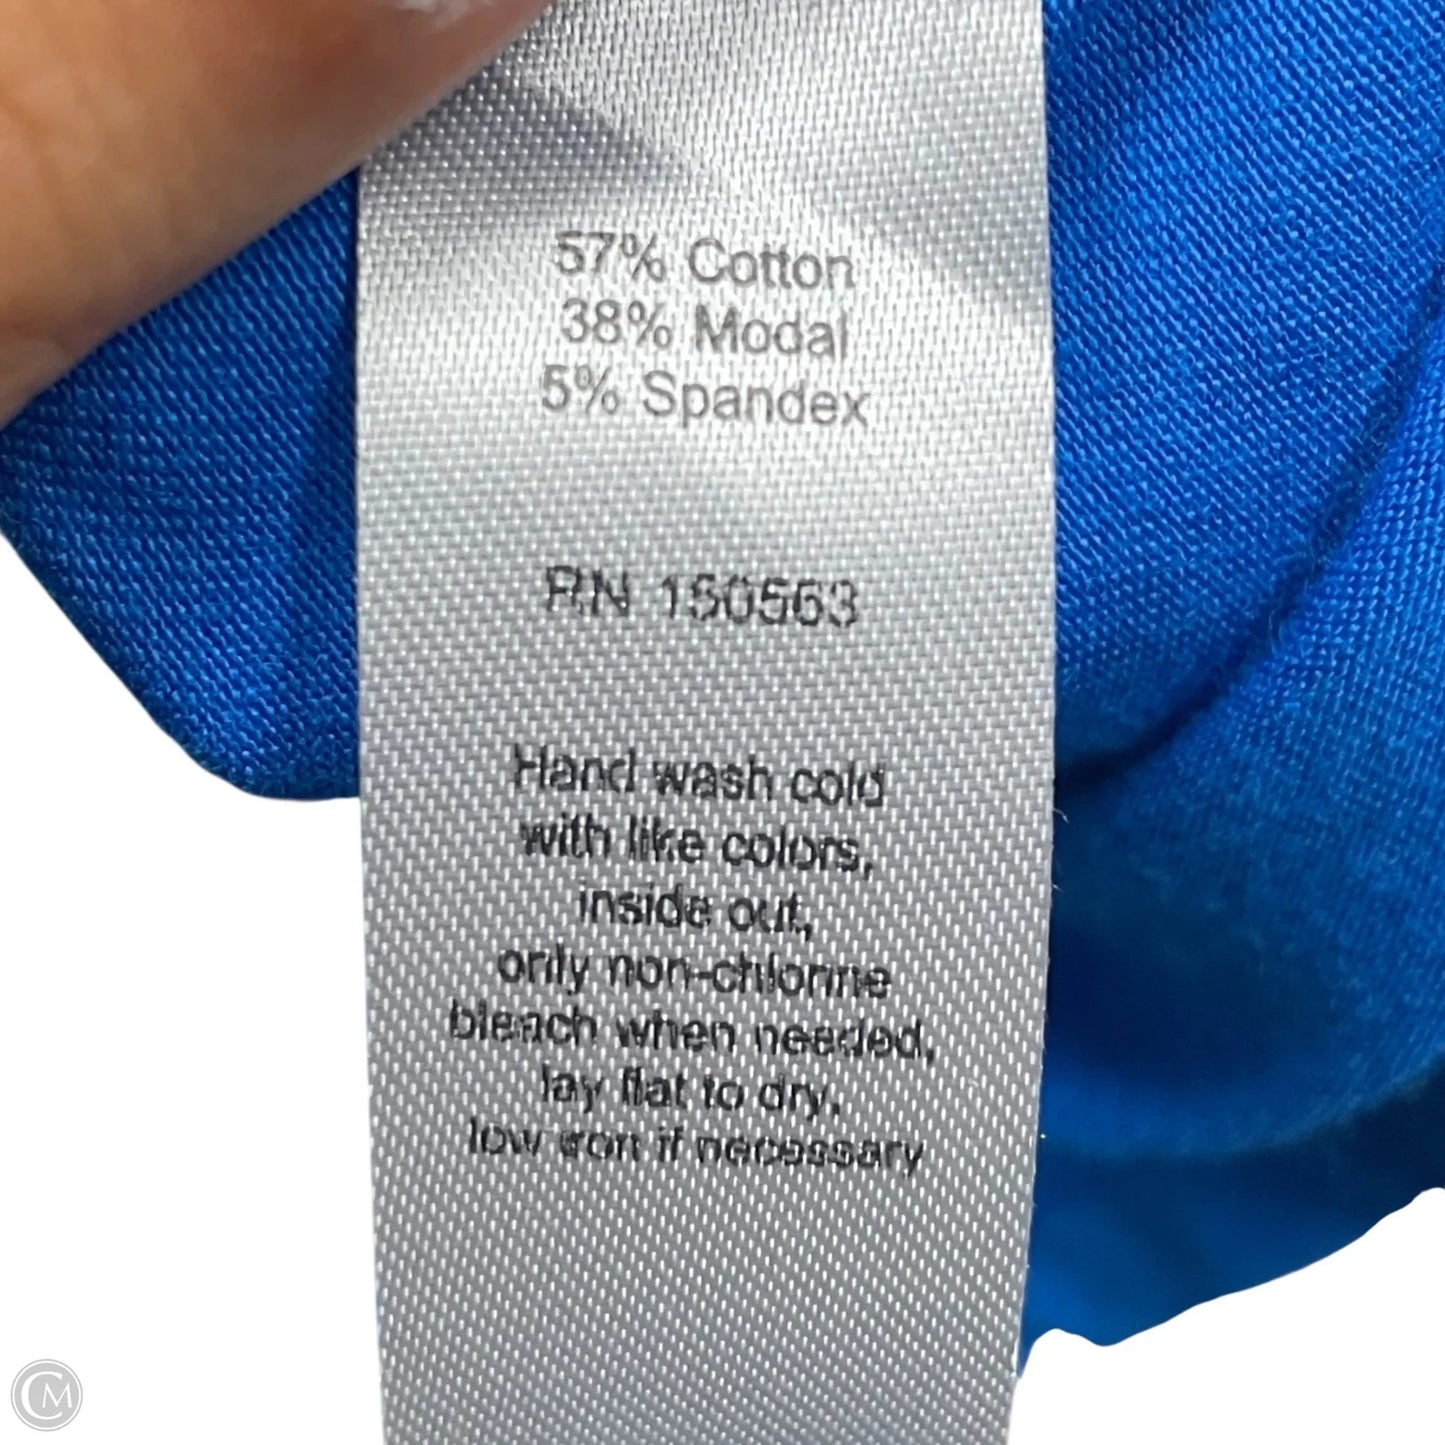 57% Cotton
38% Modal
5% Spandex
RN 150563
Hand wash cold
with like colors,
inside out,
only non-chlorine
bleach when needed,
lay flat to dry,
low iron if necessary
CM